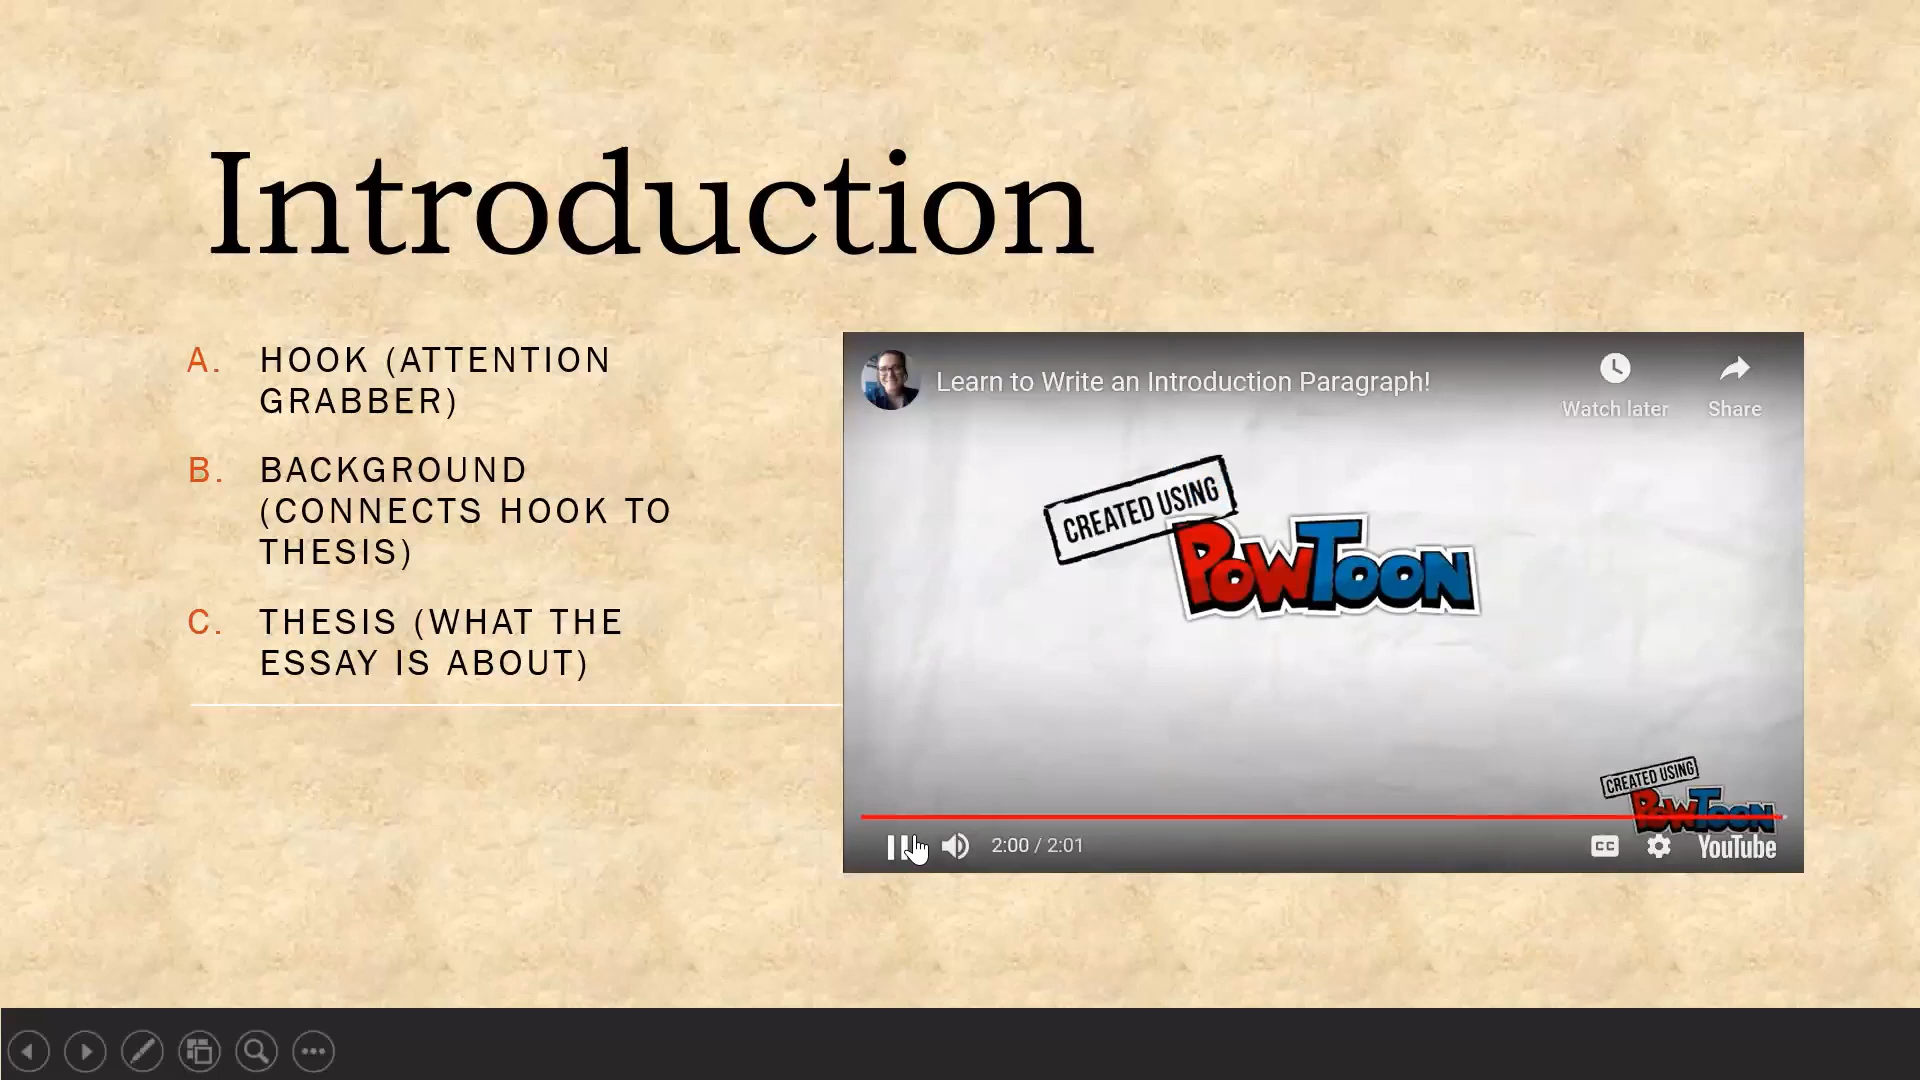 Introduction
A. HOOK (ATTENTION
GRABBER)
B. BACKGROUND
(CONNECTS HOOK TO
THESIS)
C. THESIS (WHAT THE
ESSAY IS ABOUT)
Learn to Write an Introduction Paragraph!
Watch later
Share
CREATED USING
POWTOON
CREATED USING
POWTOON
2:00 / 2:01
CC
YouTube